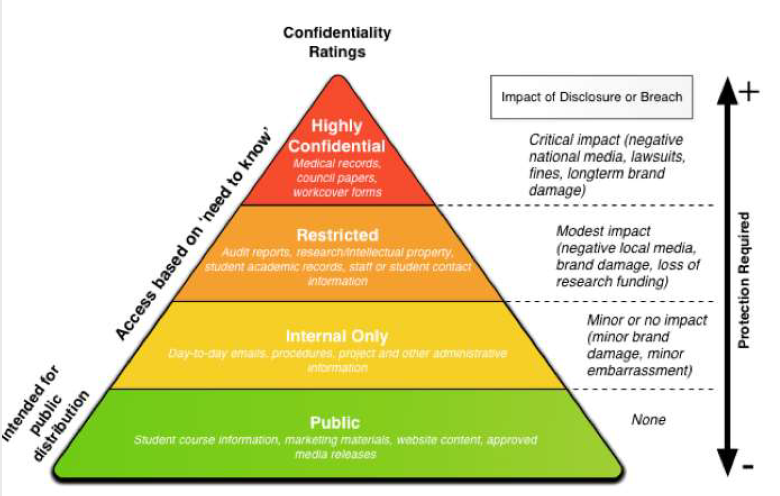 Confidentiality
Ratings
Impact of Disclosure or Breach
+
Highly
Confidential
Medical records,
council papers,
workcover forms
Critical impact (negative
national media, lawsuits,
fines, longterm brand
damage)
Access based on ‘need to know’
Restricted
Audit reports, research/intellectual property,
student academic records, staff or student contact
information
Modest impact
(negative local media,
brand damage, loss of
research funding)
Protection Required
Internal Only
Day-to-day emails, procedures, project and other administrative
information
Minor or no impact
(minor brand
damage, minor
embarrassment)
Intended for
public
distribution
Public
Student course information, marketing materials, website content, approved
media releases
None
-